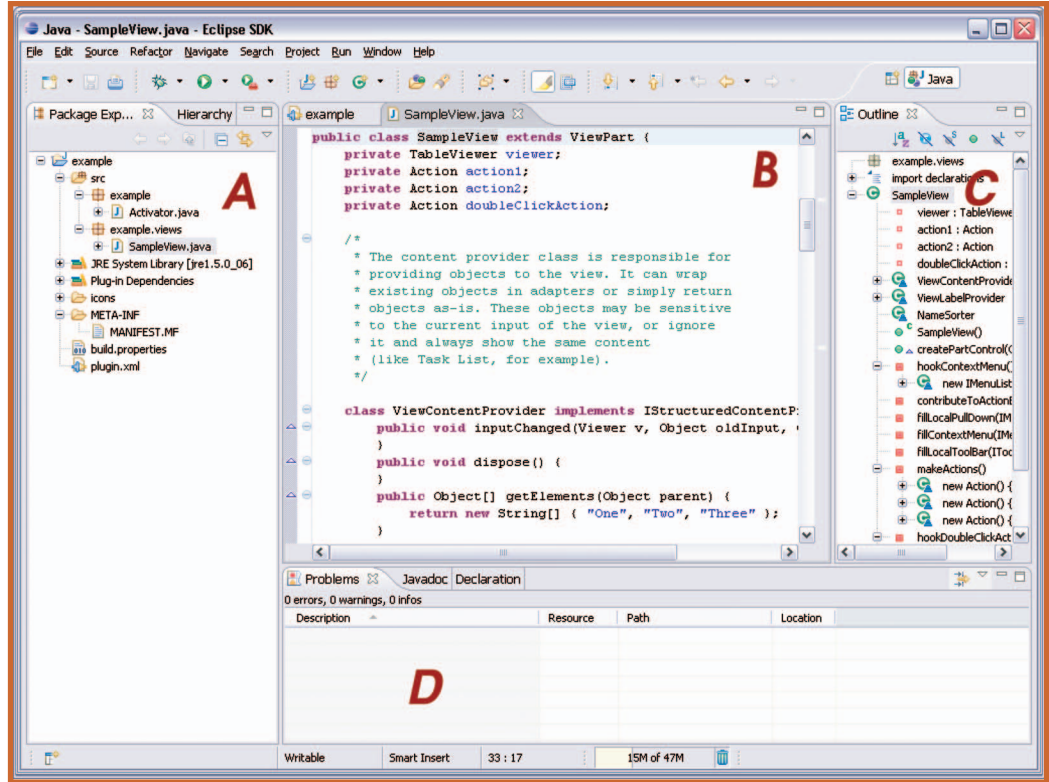 Java - SampleView.java - Eclipse SDK
File Edit Source Refactor Navigate Search Project Run Window Help
Java
Package Exp... Hierarchy
example
src
example
Activator.java
example.views
SampleView.java
JRE System Library [jre1.5.0_06]
Plug-in Dependencies
icons
META-INF
MANIFEST.MF
build.properties
plugin.xml
A
example SampleView.java
public class SampleView extends ViewPart {
private TableViewer viewer;
private Action action1;
private Action action2;
private Action doubleClickAction;
/*
* The content provider class is responsible for
* providing objects to the view. It can wrap
* existing objects in adapters or simply return
* objects as-is. These objects may be sensitive
* to the current input of the view, or ignore
* it and always show the same content
* (like Task List, for example).
*/
class ViewContentProvider implements IStructuredContentP
public void inputChanged(Viewer v, Object oldInput,
}
public void dispose() {
}
public Object[] getElements(Object parent) {
return new String[] { "One", "Two", "Three" };
}
B
Outline
example.views
import declarations
SampleView
viewer : TableViewe
action1 : Action
action2 : Action
doubleClickAction :
ViewContentProvide
ViewLabelProvider
NameSorter
SampleView()
createPartControl(C
hookContextMenu()
new IMenuList
contributeToActionB
fillLocalPullDown(IM
fillContextMenu(IMe
fillLocalToolBar(IToo
makeActions()
new Action() {
new Action() {
new Action() {
hookDoubleClickAct
C
Problems Javadoc Declaration
0 errors, 0 warnings, 0 infos
Description Resource Path Location
D
Writable Smart Insert 33 : 17 15M of 47M